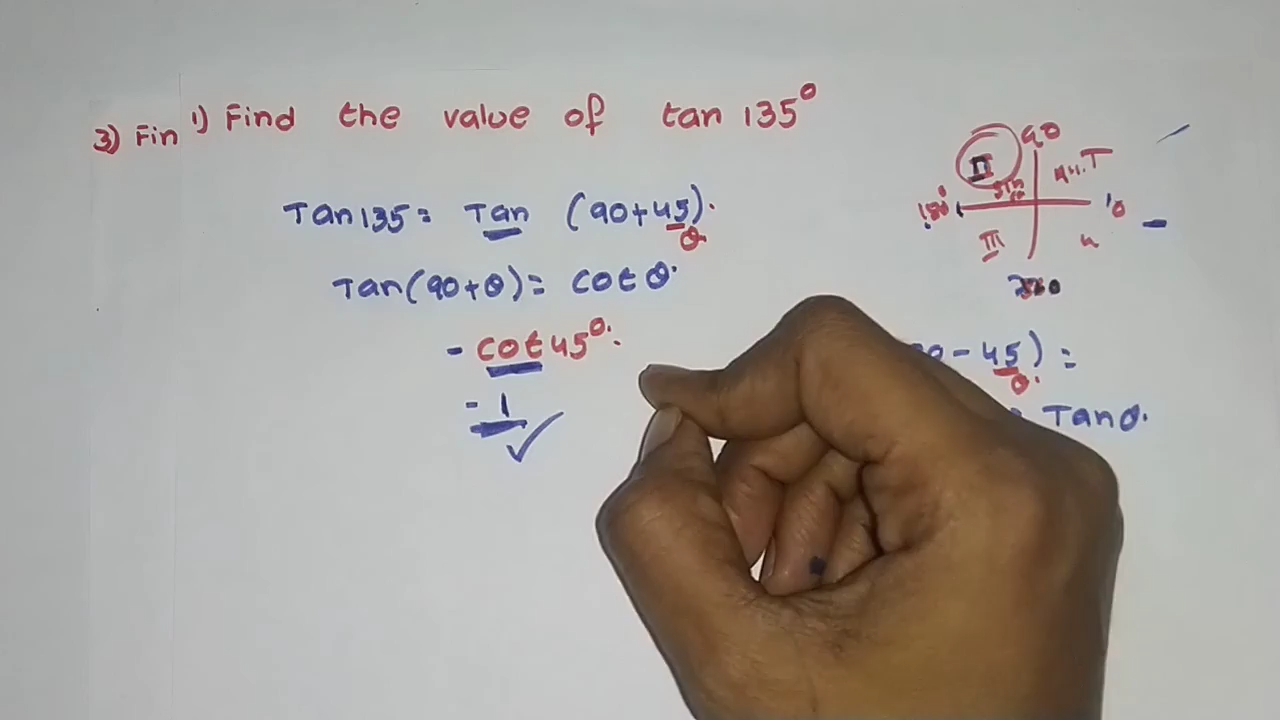 3) Fin
1) Find the value of tan 135°
Tan 135 = Tan (90+45).
θ
Tan(90+θ) = cot θ.
- cot 45°.
- 1
90
II
180°
0
III
- 45) =
θ.
Tanθ.